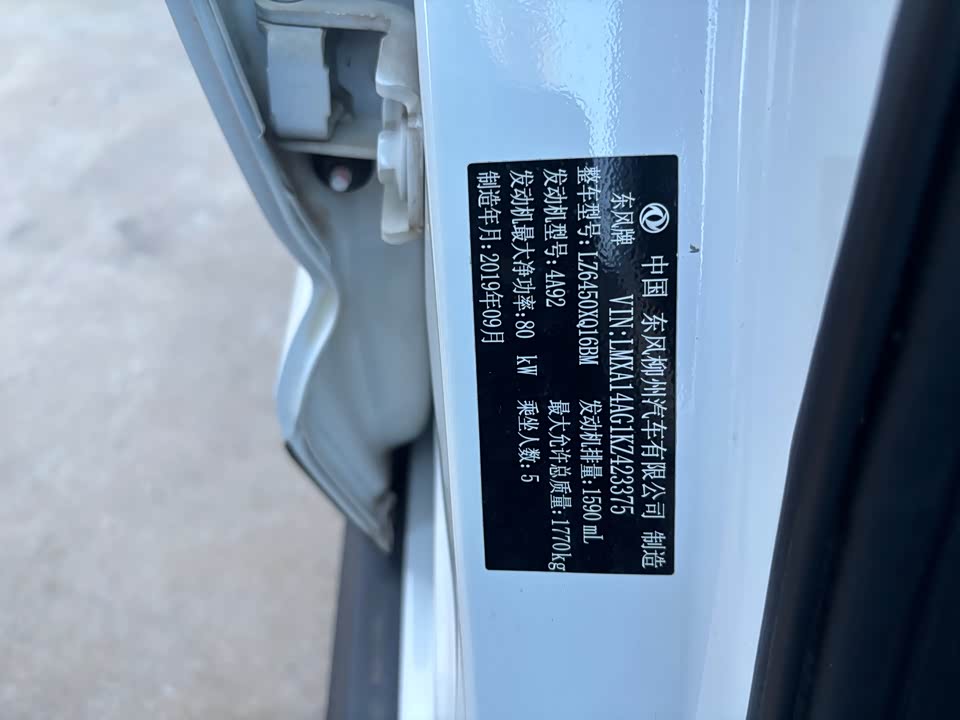 中国 东风柳州汽车有限公司 制造
东风牌 VIN:LMXA14AG1KZ423375
整车型号:LZ6450XQ16BM 发动机排量:1590mL
发动机型号:4A92 最大允许总质量:1770kg
发动机最大净功率:80 kW 乘坐人数:5
制造年月:2019年09月